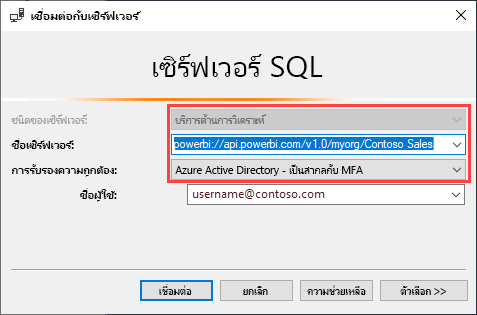 เชื่อมต่อกับเซิร์ฟเวอร์
เซิร์ฟเวอร์ SQL
ชนิดของเซิร์ฟเวอร์: บริการด้านการวิเคราะห์
ชื่อเซิร์ฟเวอร์: powerbi://api.powerbi.com/v1.0/myorg/Contoso Sales
การรับรองความถูกต้อง: Azure Active Directory - เป็นสากลกับ MFA
ชื่อผู้ใช้: username@contoso.com
เชื่อมต่อ ยกเลิก ความช่วยเหลือ ตัวเลือก >>